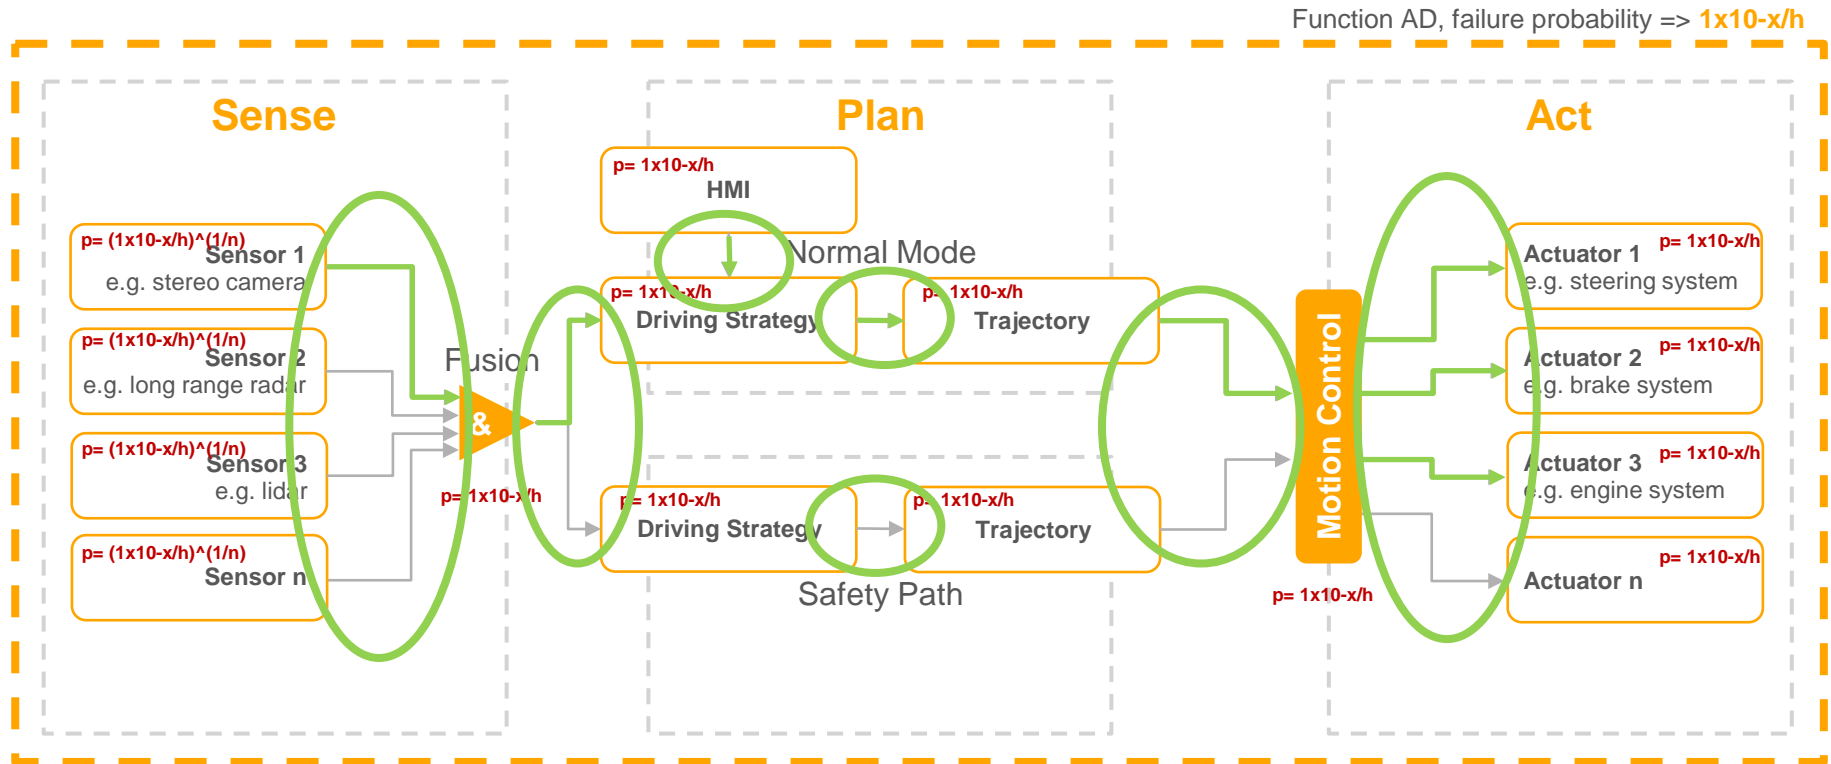 Function AD, failure probability => 1x10-x/h
Sense
p= (1x10-x/h)^(1/n)
Sensor 1
e.g. stereo camera
p= (1x10-x/h)^(1/n)
Sensor 2
e.g. long range radar
p= (1x10-x/h)^(1/n)
Sensor 3
e.g. lidar
p= (1x10-x/h)^(1/n)
Sensor n
Fusion
&
p= 1x10-x/h
Plan
p= 1x10-x/h
HMI
Normal Mode
p= 1x10-x/h
Driving Strategy
p= 1x10-x/h
Trajectory
p= 1x10-x/h
Driving Strategy
p= 1x10-x/h
Trajectory
Safety Path
Motion Control
p= 1x10-x/h
Act
p= 1x10-x/h
Actuator 1
e.g. steering system
p= 1x10-x/h
Actuator 2
e.g. brake system
p= 1x10-x/h
Actuator 3
e.g. engine system
p= 1x10-x/h
Actuator n